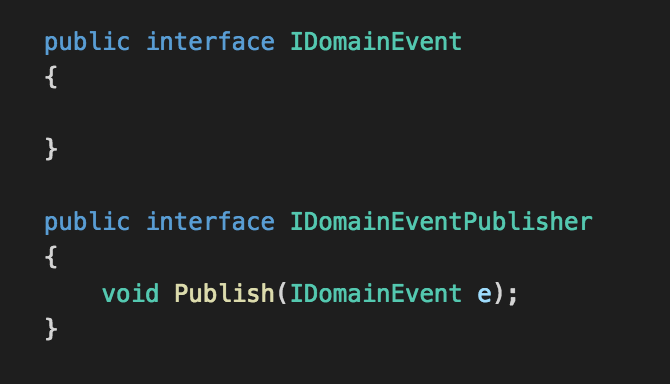 public interface IDomainEvent
{
}
public interface IDomainEventPublisher
{
    void Publish(IDomainEvent e);
}